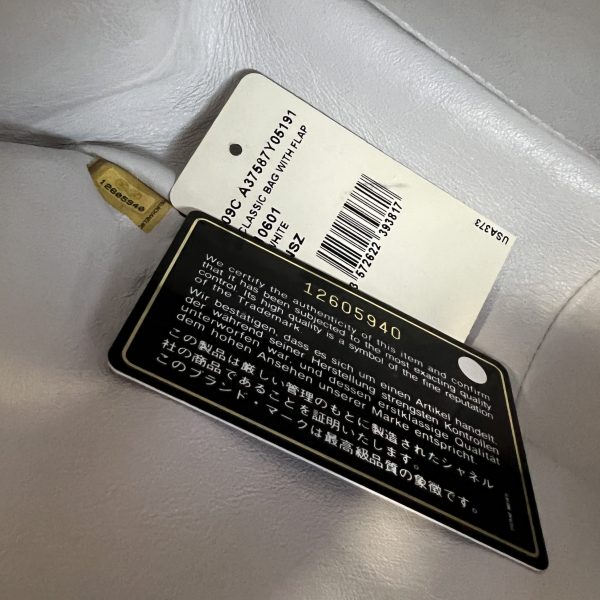 09C A37587Y05191
CLASSIC BAG WITH FLAP
0601
WHITE
NSZ
3 572622 393817
USA373
12605940
12605940
We certify the authenticity of this item and confirm
that it has been subjected to the most exacting quality
control. Its high quality is a symbol of the fine reputation
of the Trademark.
Wir bestätigen, dass es sich um einen Artikel handelt,
der während seiner Herstellung strengsten Kontrollen
unterworfen war, und dessen erstklassige Qualität
dem hohen Ansehen unserer Marke entspricht.
この製品は厳しい管理のもとに製造されたシャネル
社の商品であることを証明いたします。
このブランド・マークは最高級品質の象徴です。